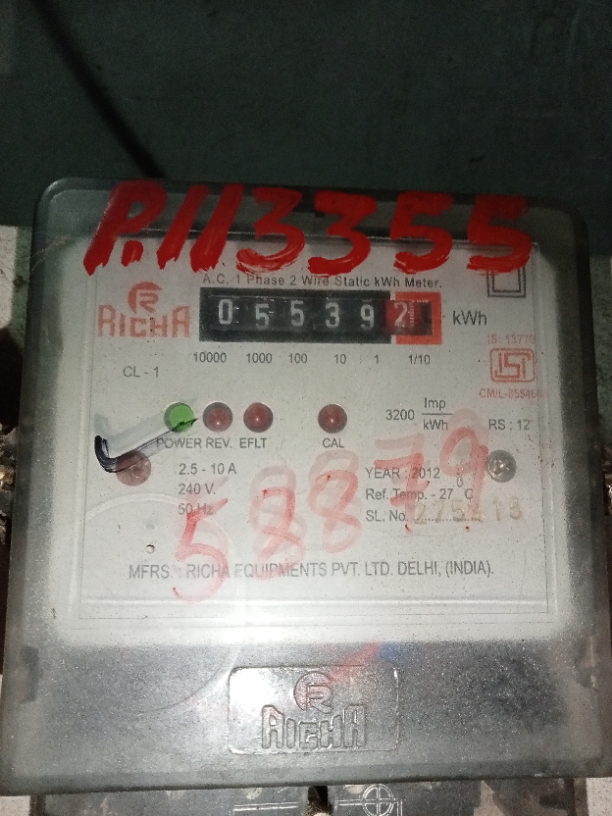 P.113355
A.C. 1 Phase 2 Wire Static kWh Meter.
RICHA
0 5 5 3 9 2 kWh
10000 1000 100 10 1 1/10
IS: 13779
CL - 1
CM/L-
3200 Imp/kWh
RS : 12
POWER REV. EFLT CAL
2.5 - 10 A
240 V.
50 Hz
YEAR : 2012
Ref. Temp. - 27 °C
SL. No.
58879
MFRS. : RICHA EQUIPMENTS PVT. LTD. DELHI, (INDIA).
RICHA